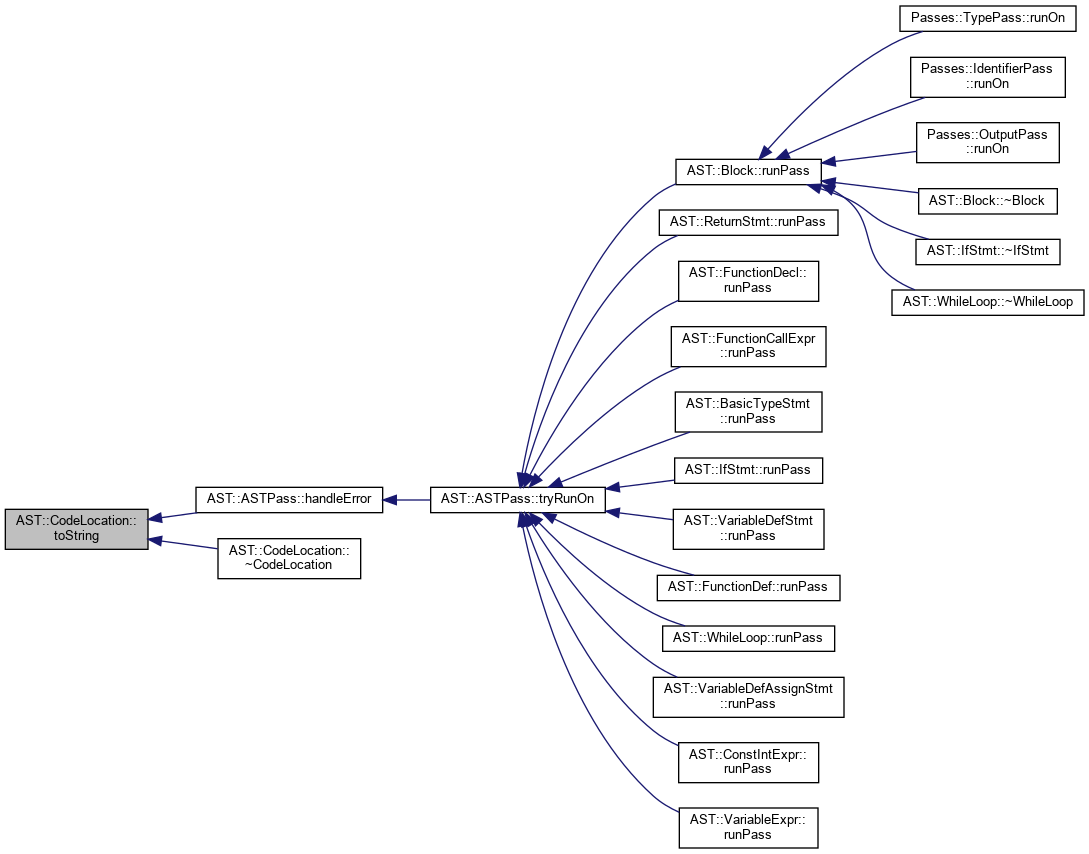 AST::CodeLocation::
toString
AST::ASTPass::handleError
AST::CodeLocation::
~CodeLocation
AST::ASTPass::tryRunOn
AST::Block::runPass
AST::ReturnStmt::runPass
AST::FunctionDecl::
runPass
AST::FunctionCallExpr
::runPass
AST::BasicTypeStmt
::runPass
AST::IfStmt::runPass
AST::VariableDefStmt
::runPass
AST::FunctionDef::runPass
AST::WhileLoop::runPass
AST::VariableDefAssignStmt
::runPass
AST::ConstIntExpr::
runPass
AST::VariableExpr::
runPass
Passes::TypePass::runOn
Passes::IdentifierPass
::runOn
Passes::OutputPass
::runOn
AST::Block::~Block
AST::IfStmt::~IfStmt
AST::WhileLoop::~WhileLoop